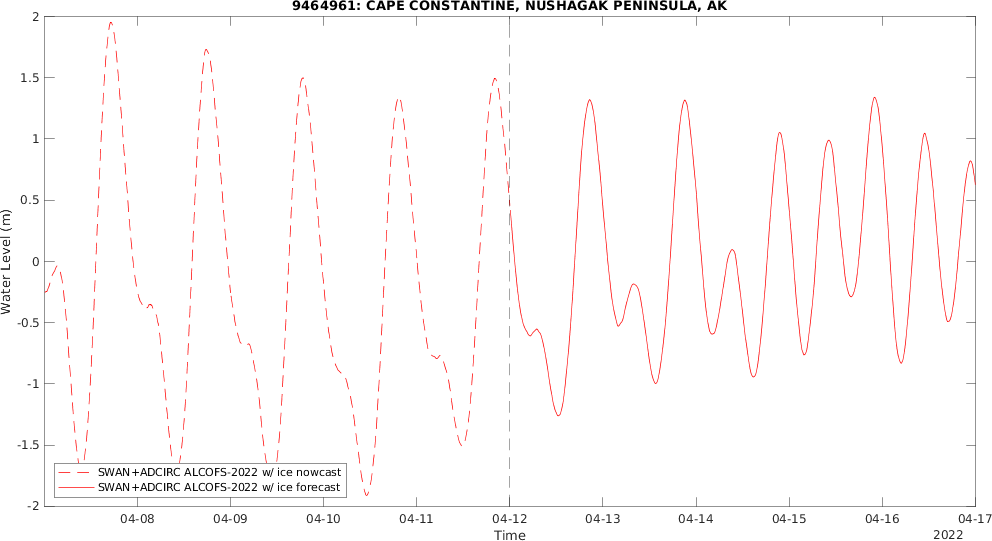 9464961: CAPE CONSTANTINE, NUSHAGAK PENINSULA, AK
2
1.5
1
0.5
0
-0.5
-1
-1.5
-2
Water Level (m)
SWAN+ADCIRC ALCOFS-2022 w/ ice nowcast
SWAN+ADCIRC ALCOFS-2022 w/ ice forecast
04-08 04-09 04-10 04-11 04-12 04-13 04-14 04-15 04-16 04-17
Time
2022